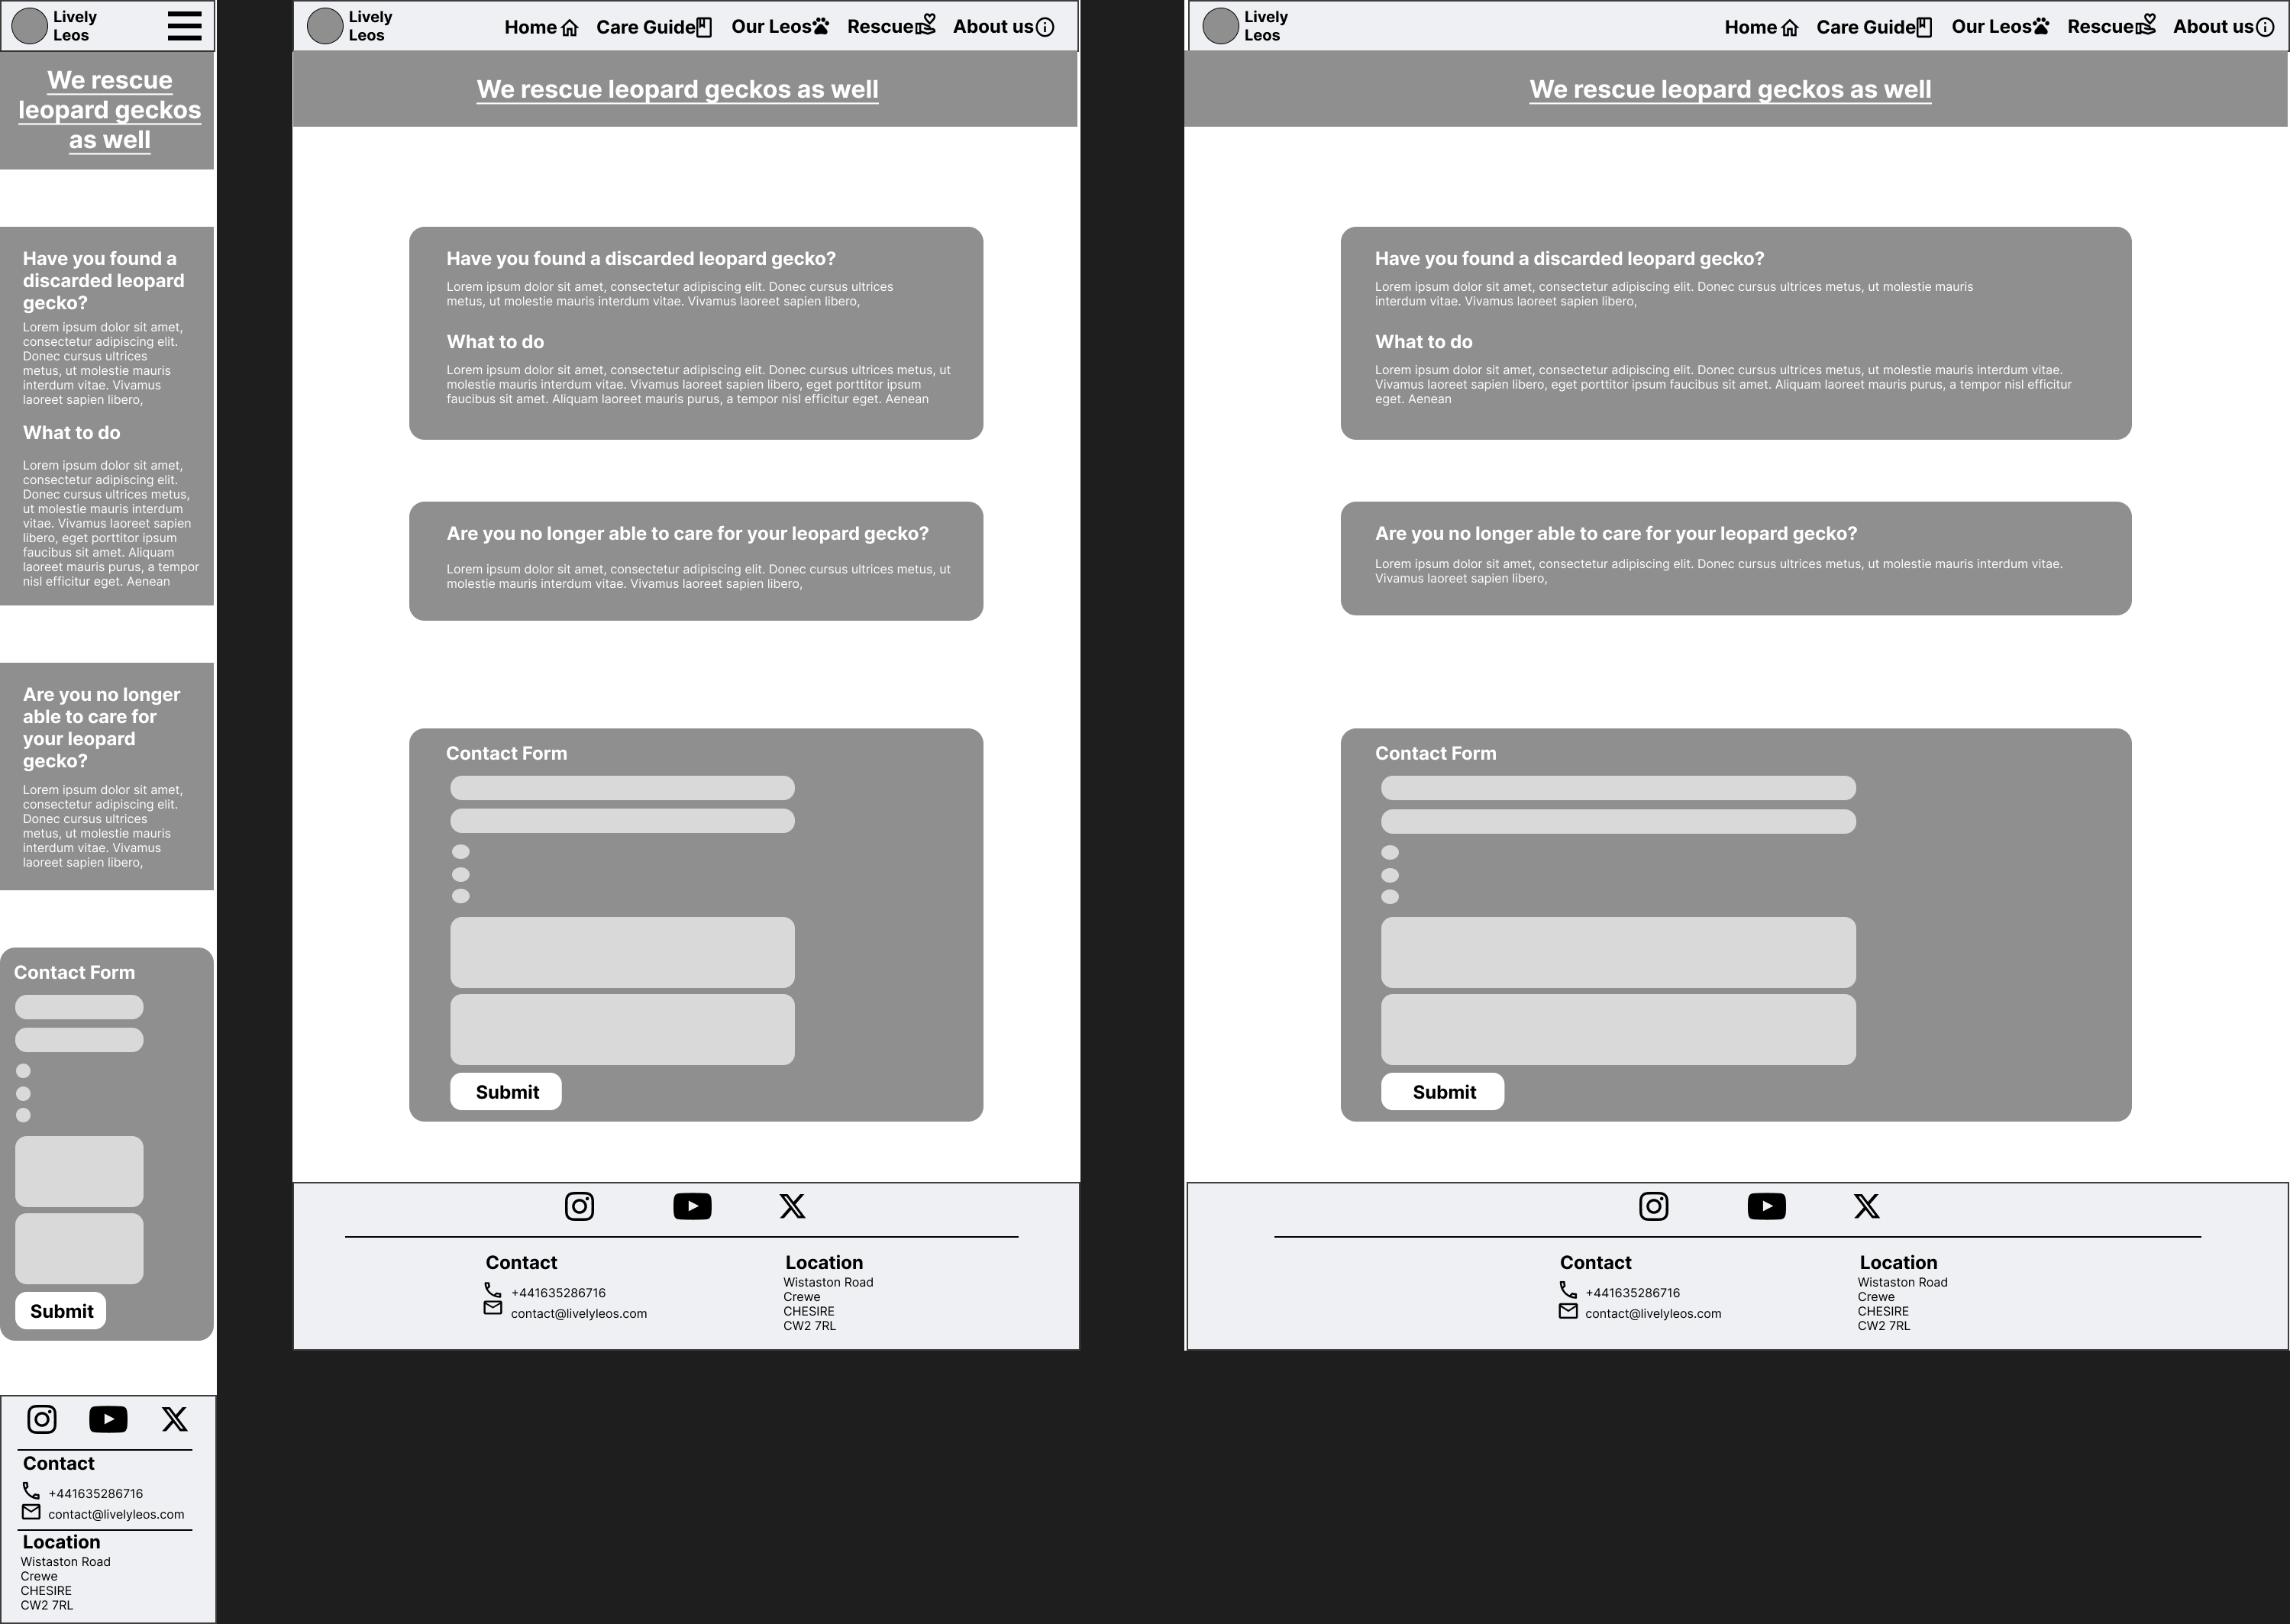 Lively
Leos
We rescue
leopard geckos
as well
Have you found a
discarded leopard
gecko?
Lorem ipsum dolor sit amet,
consectetur adipiscing elit.
Donec cursus ultrices
metus, ut molestie mauris
interdum vitae. Vivamus
laoreet sapien libero,
What to do
Lorem ipsum dolor sit amet,
consectetur adipiscing elit.
Donec cursus ultrices metus,
ut molestie mauris interdum
vitae. Vivamus laoreet sapien
libero, eget porttitor ipsum
faucibus sit amet. Aliquam
laoreet mauris purus, a tempor
nisl efficitur eget. Aenean
Are you no longer
able to care for
your leopard
gecko?
Lorem ipsum dolor sit amet,
consectetur adipiscing elit.
Donec cursus ultrices
metus, ut molestie mauris
interdum vitae. Vivamus
laoreet sapien libero,
Contact Form
Submit
Contact
+441635286716
contact@livelyleos.com
Location
Wistaston Road
Crewe
CHESIRE
CW2 7RL
Lively
Leos
Home Care Guide Our Leos Rescue About us
We rescue leopard geckos as well
Have you found a discarded leopard gecko?
Lorem ipsum dolor sit amet, consectetur adipiscing elit. Donec cursus ultrices
metus, ut molestie mauris interdum vitae. Vivamus laoreet sapien libero,
What to do
Lorem ipsum dolor sit amet, consectetur adipiscing elit. Donec cursus ultrices metus, ut
molestie mauris interdum vitae. Vivamus laoreet sapien libero, eget porttitor ipsum
faucibus sit amet. Aliquam laoreet mauris purus, a tempor nisl efficitur eget. Aenean
Are you no longer able to care for your leopard gecko?
Lorem ipsum dolor sit amet, consectetur adipiscing elit. Donec cursus ultrices metus, ut
molestie mauris interdum vitae. Vivamus laoreet sapien libero,
Contact Form
Submit
Contact
+441635286716
contact@livelyleos.com
Location
Wistaston Road
Crewe
CHESIRE
CW2 7RL
Lively
Leos
Home Care Guide Our Leos Rescue About us
We rescue leopard geckos as well
Have you found a discarded leopard gecko?
Lorem ipsum dolor sit amet, consectetur adipiscing elit. Donec cursus ultrices metus, ut molestie mauris
interdum vitae. Vivamus laoreet sapien libero,
What to do
Lorem ipsum dolor sit amet, consectetur adipiscing elit. Donec cursus ultrices metus, ut molestie mauris interdum vitae.
Vivamus laoreet sapien libero, eget porttitor ipsum faucibus sit amet. Aliquam laoreet mauris purus, a tempor nisl efficitur
eget. Aenean
Are you no longer able to care for your leopard gecko?
Lorem ipsum dolor sit amet, consectetur adipiscing elit. Donec cursus ultrices metus, ut molestie mauris interdum vitae.
Vivamus laoreet sapien libero,
Contact Form
Submit
Contact
+441635286716
contact@livelyleos.com
Location
Wistaston Road
Crewe
CHESIRE
CW2 7RL